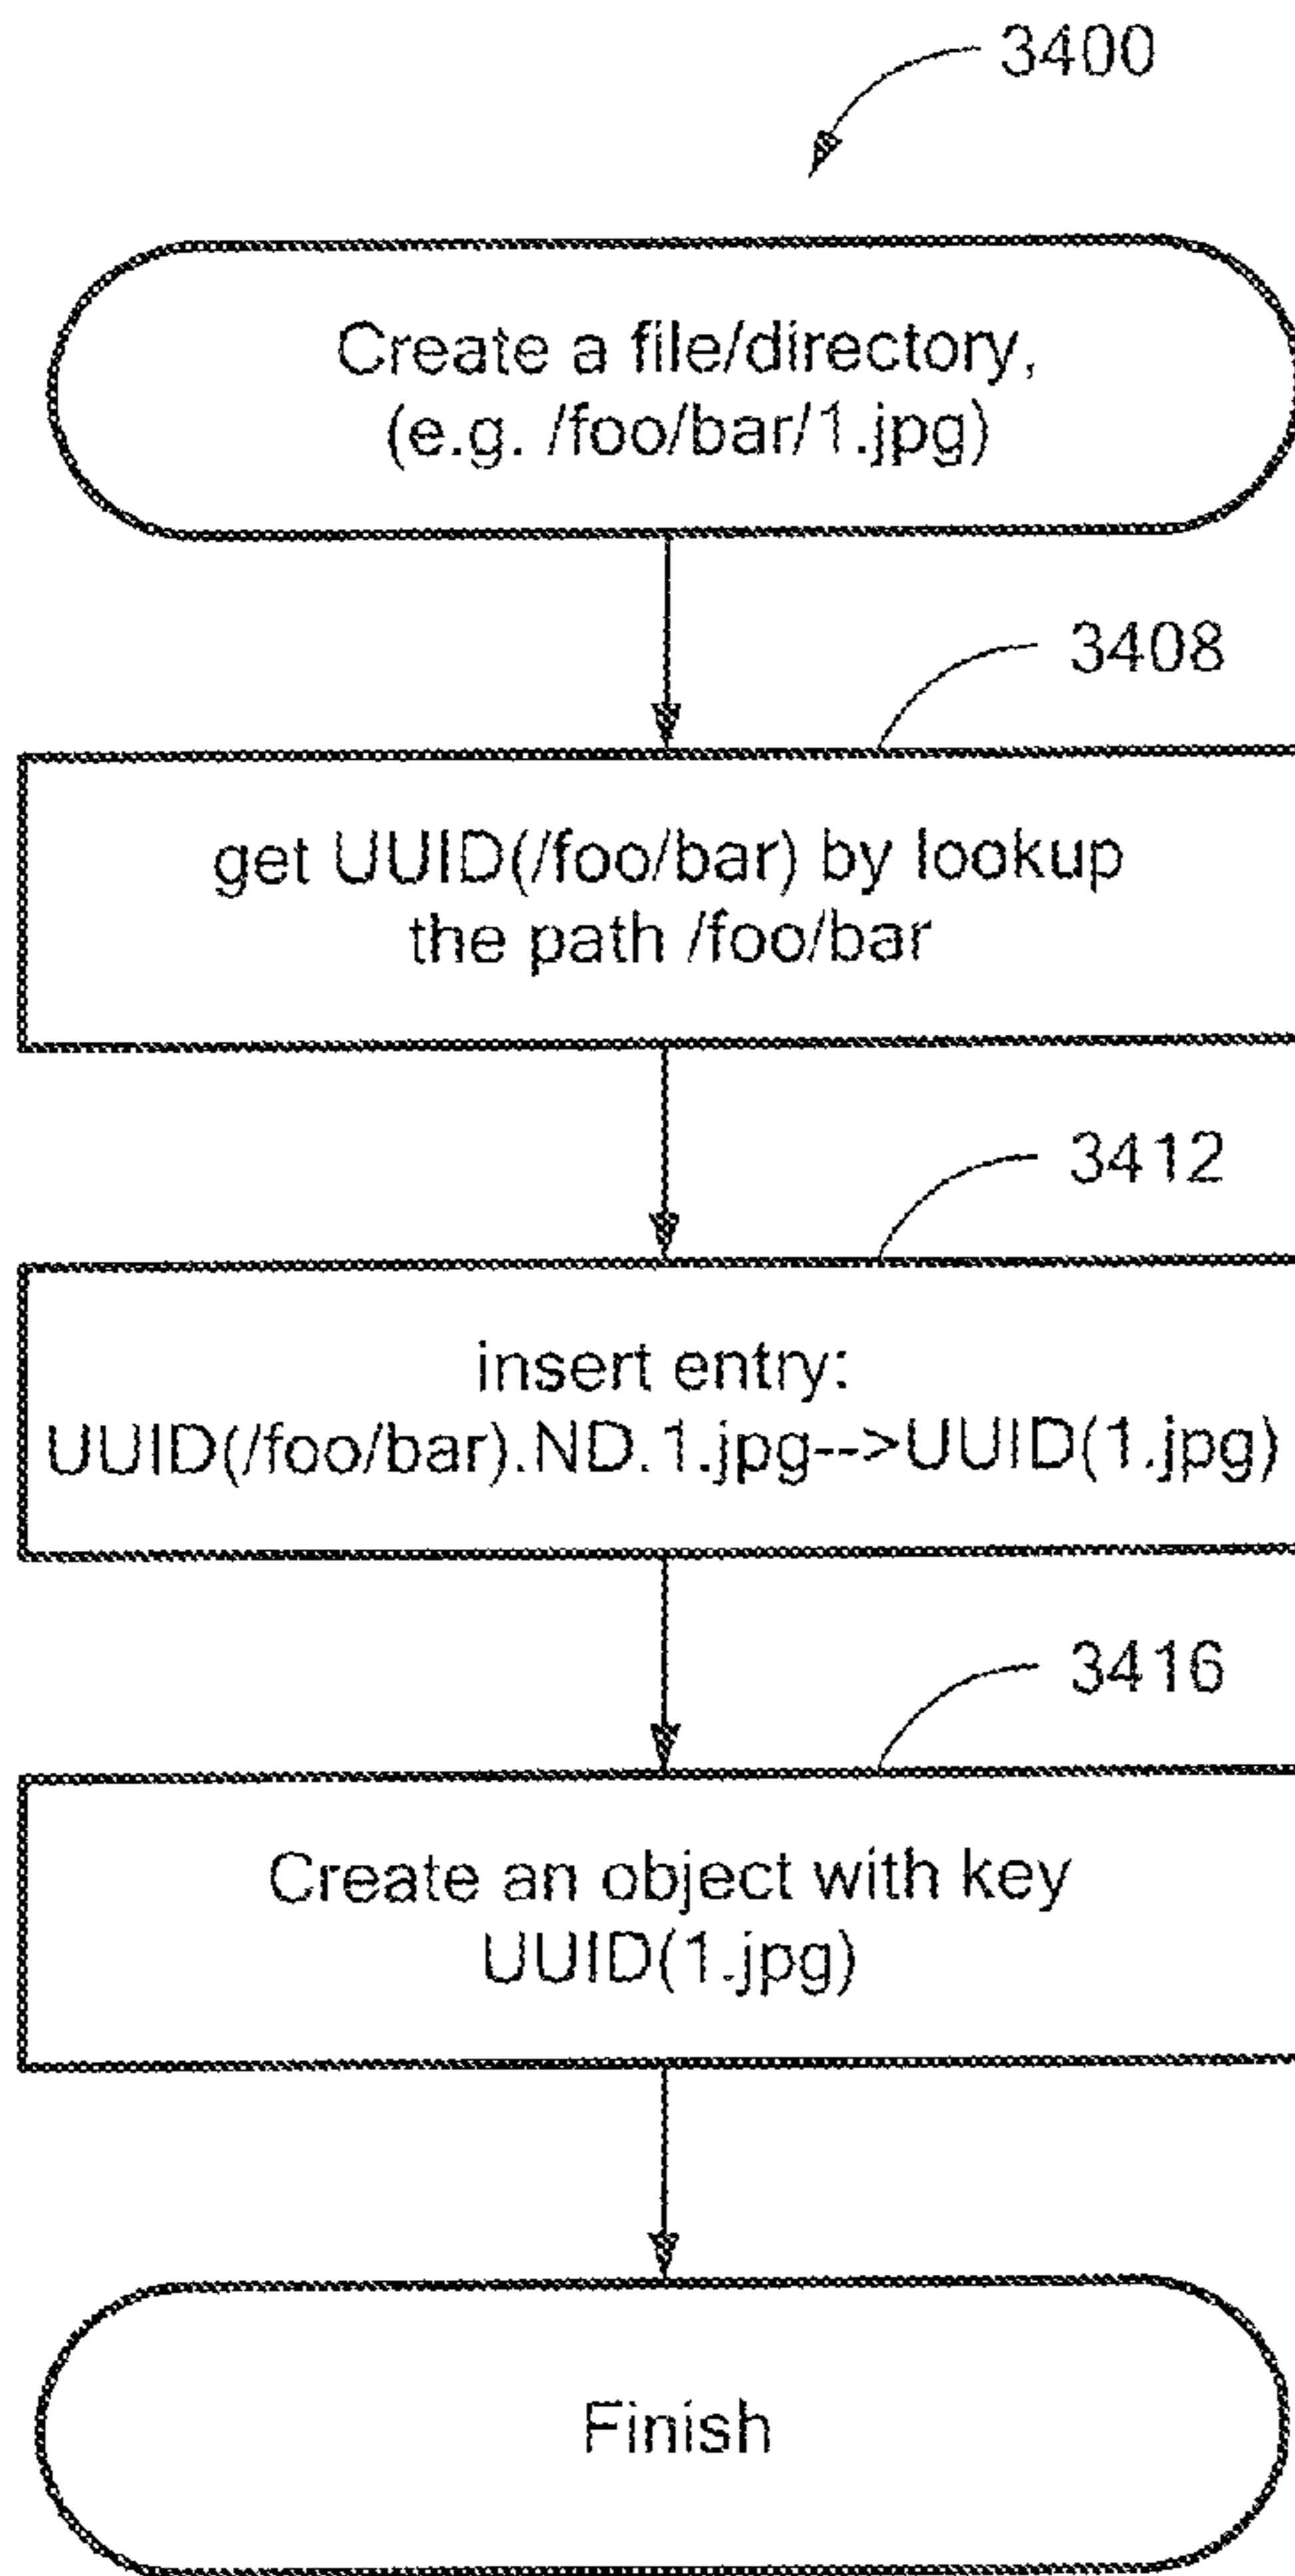 3400
Create a file/directory,
(e.g. /foo/bar/1.jpg)
3408
get UUID(/foo/bar) by lookup
the path /foo/bar
3412
insert entry:
UUID(/foo/bar).ND.1.jpg-->UUID(1.jpg)
3416
Create an object with key
UUID(1.jpg)
Finish